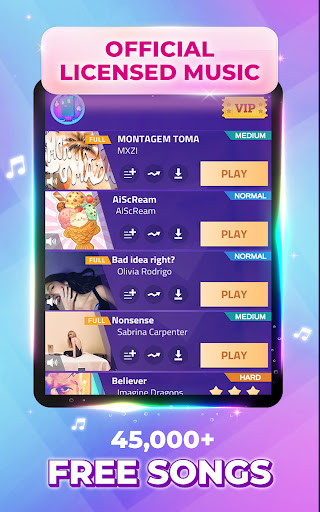 OFFICIAL
LICENSED MUSIC
VIP
FULL
MONTAGEM TOMA
MEDIUM
MXZI
PLAY
AiScReam
NORMAL
AiScReam
PLAY
FULL
Bad idea right?
NORMAL
Olivia Rodrigo
PLAY
FULL
Nonsense
MEDIUM
Sabrina Carpenter
PLAY
Believer
HARD
Imagine Dragons
45,000+
FREE SONGS